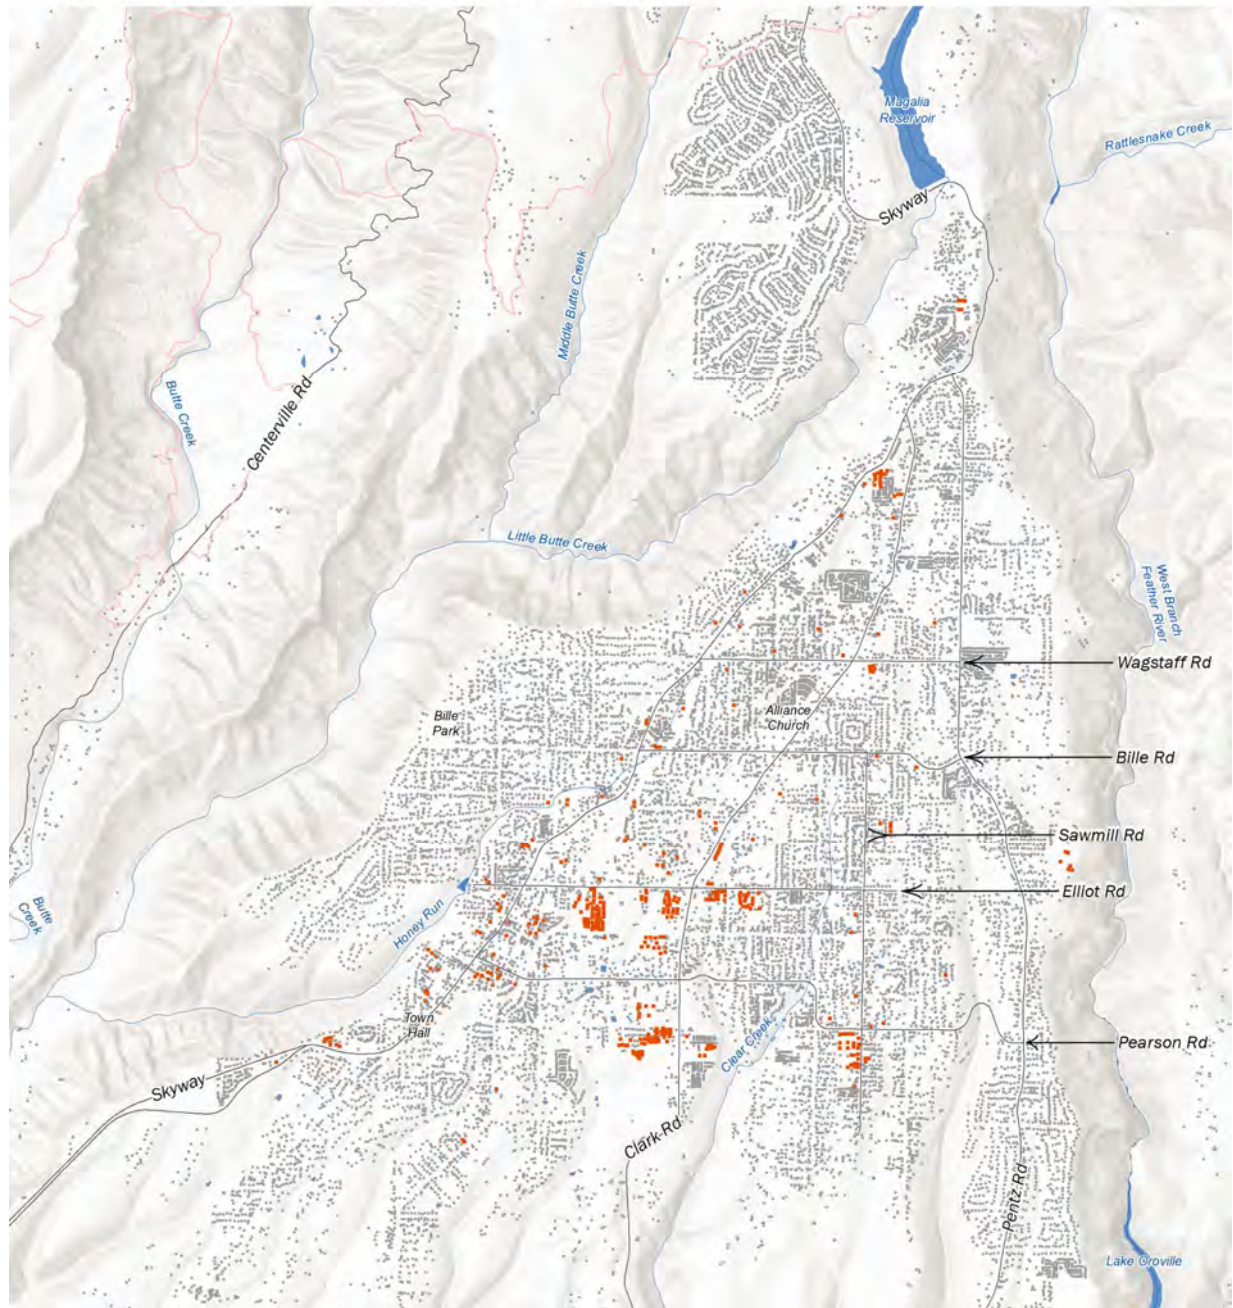 Magalia
Reservoir
Rattlesnake Creek
Skyway
Middle Butte Creek
Butte Creek
Centerville Rd
Little Butte Creek
West Branch
Feather River
Wagstaff Rd
Bille
Park
Alliance
Church
Bille Rd
Sawmill Rd
Elliot Rd
Butte
Creek
Honey Run
Town
Hall
Clear Creek
Pearson Rd
Skyway
Clark Rd
Pentz Rd
Lake Oroville